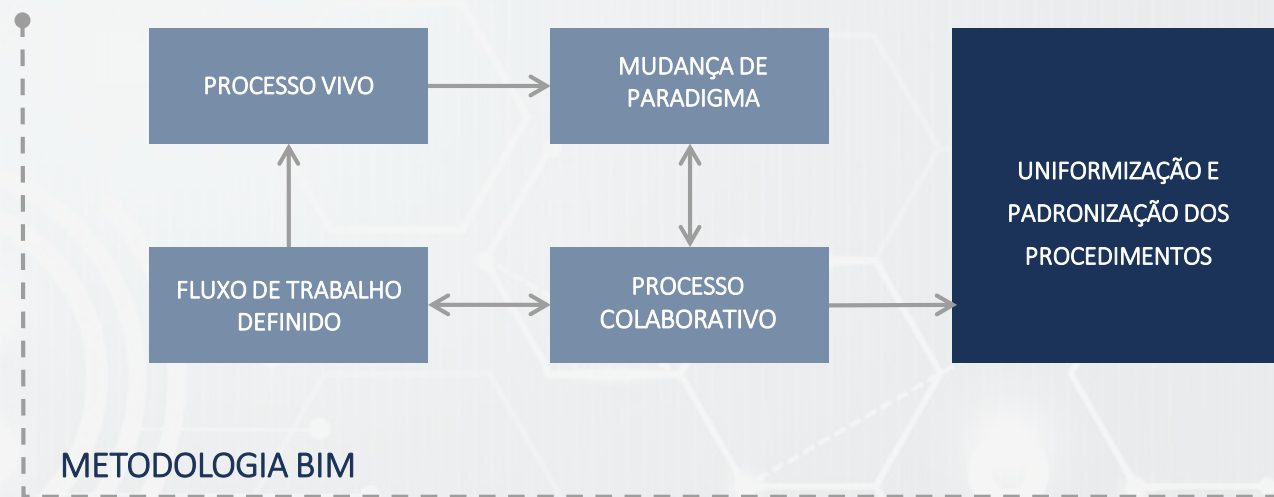 PROCESSO VIVO
MUDANÇA DE
PARADIGMA
UNIFORMIZAÇÃO E
PADRONIZAÇÃO DOS
PROCEDIMENTOS
FLUXO DE TRABALHO
DEFINIDO
PROCESSO
COLABORATIVO
METODOLOGIA BIM